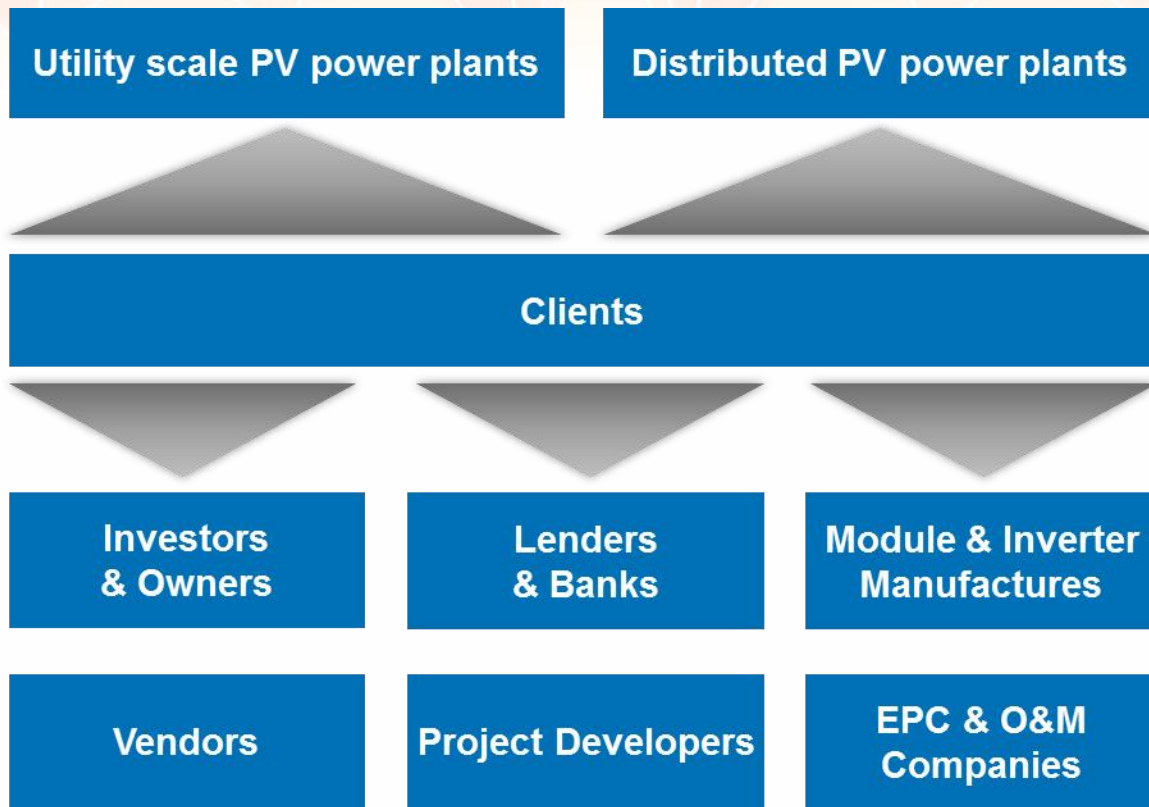 Utility scale PV power plants
Distributed PV power plants
Clients
Investors
& Owners
Lenders
& Banks
Module & Inverter
Manufactures
Vendors
Project Developers
EPC & O&M
Companies